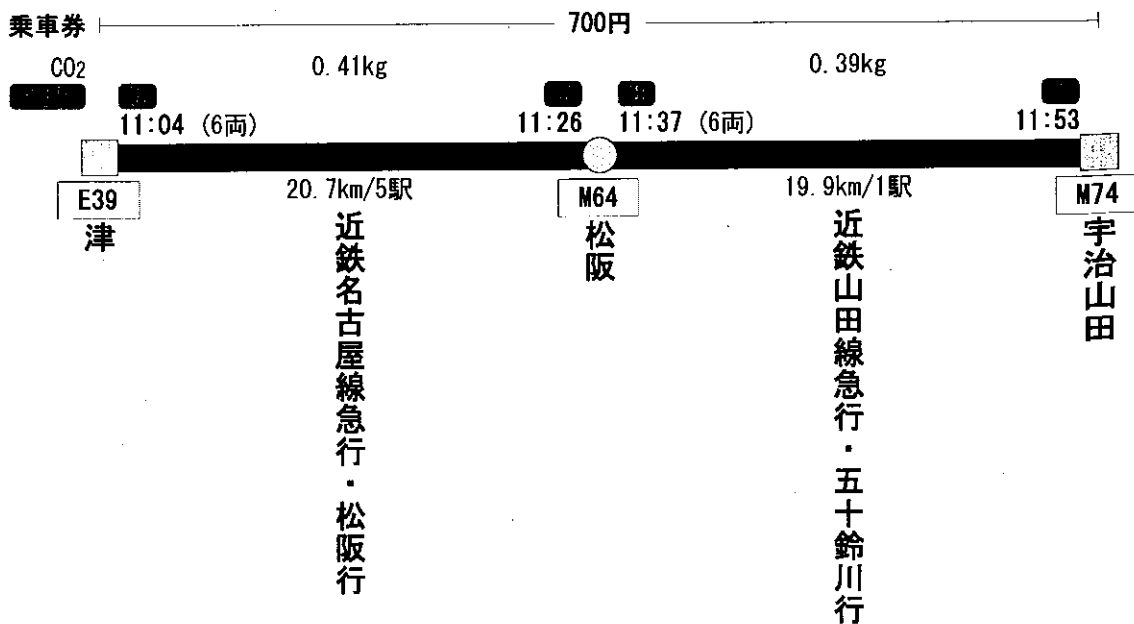 乗車券
700円
CO2
0.41kg
0.39kg
11:04 (6両)
11:26
11:37 (6両)
11:53
20.7km/5駅
19.9km/1駅
E39
M64
M74
津
松阪
宇治山田
近鉄名古屋線急行・松阪行
近鉄山田線急行・五十鈴川行